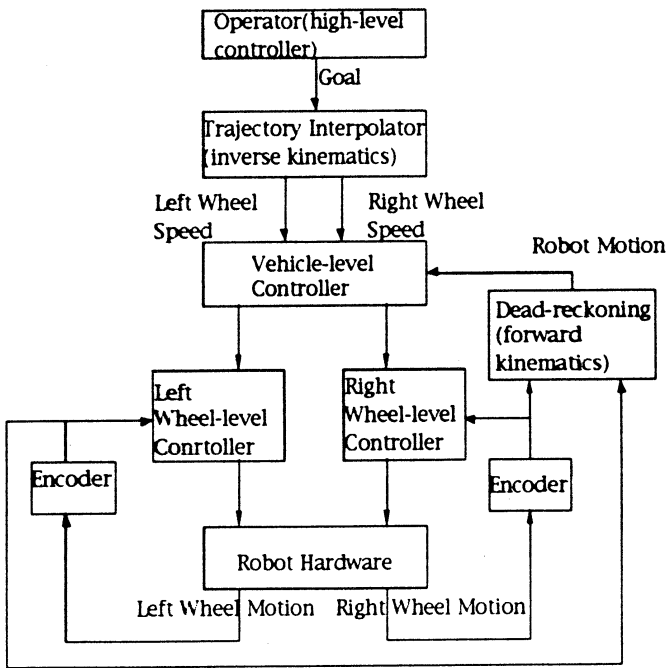 Operator(high-level
controller)
Goal
Trajectory Interpolator
(inverse kinematics)
Left Wheel
Speed
Right Wheel
Speed
Robot Motion
Vehicle-level
Controller
Dead-reckoning
(forward
kinematics)
Left
Wheel-level
Conrtoller
Right
Wheel-level
Controller
Encoder
Encoder
Robot Hardware
Left Wheel Motion
Right Wheel Motion